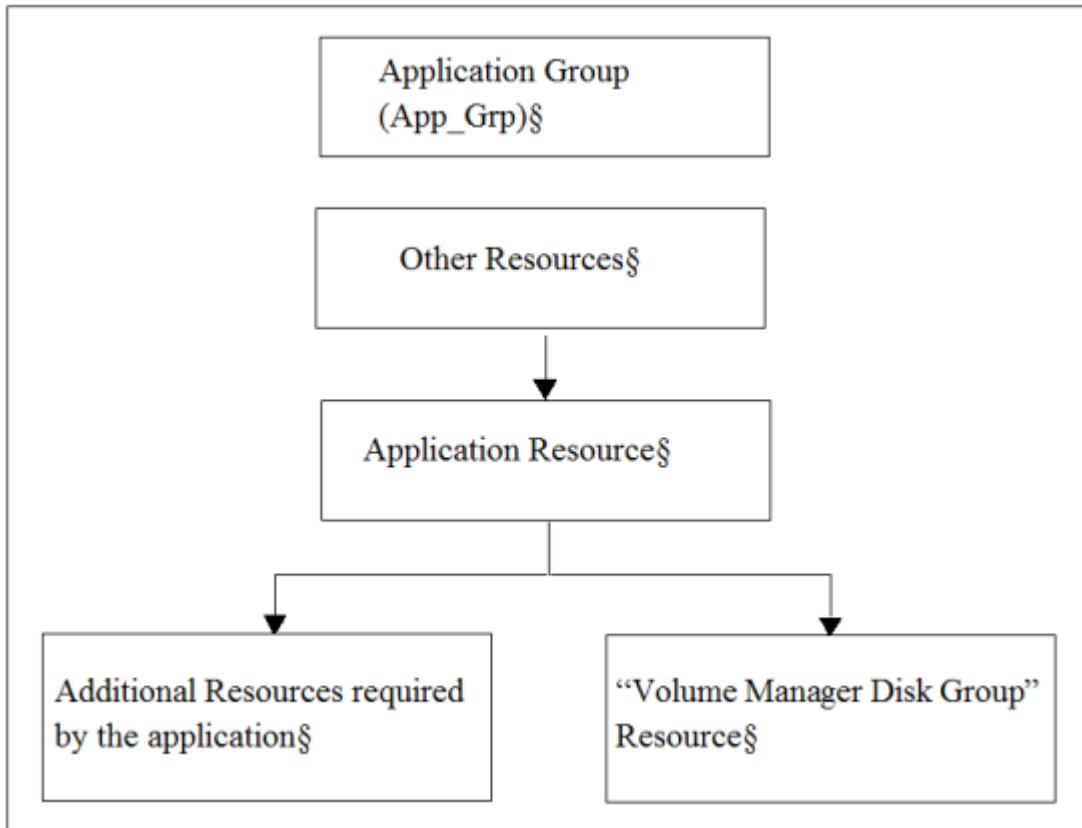 Application Group
(App_Grp)§
Other Resources§
Application Resource§
Additional Resources required
by the application§
“Volume Manager Disk Group”
Resource§